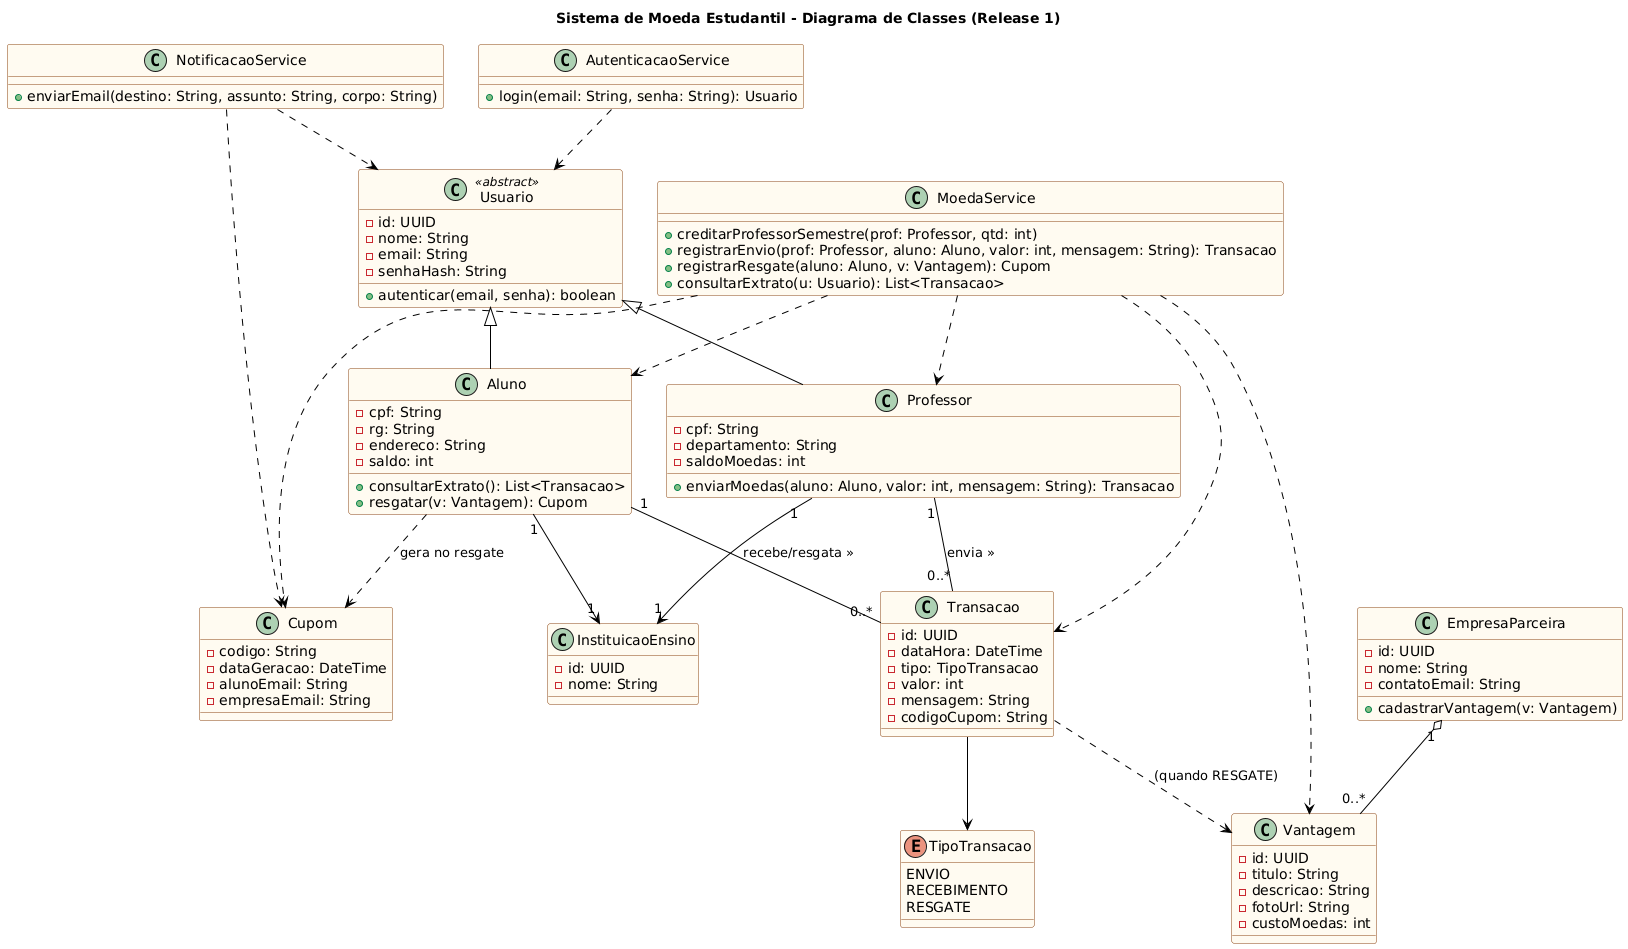 Sistema de Moeda Estudantil - Diagrama de Classes (Release 1)
C NotificacaoService
enviarEmail(destino: String, assunto: String, corpo: String)
C AutenticacaoService
login(email: String, senha: String): Usuario
C «abstract»
Usuario
id: UUID
nome: String
email: String
senhaHash: String
autenticar(email, senha): boolean
C MoedaService
creditarProfessorSemestre(prof: Professor, qtd: int)
registrarEnvio(prof: Professor, aluno: Aluno, valor: int, mensagem: String): Transacao
registrarResgate(aluno: Aluno, v: Vantagem): Cupom
consultarExtrato(u: Usuario): List<Transacao>
C Aluno
cpf: String
rg: String
endereco: String
saldo: int
consultarExtrato(): List<Transacao>
resgatar(v: Vantagem): Cupom
C Professor
cpf: String
departamento: String
saldoMoedas: int
enviarMoedas(aluno: Aluno, valor: int, mensagem: String): Transacao
1
1
1
1
gera no resgate
recebe/resgata »
envia »
1
1
0..*
0..*
C Cupom
codigo: String
dataGeracao: DateTime
alunoEmail: String
empresaEmail: String
C InstituicaoEnsino
id: UUID
nome: String
C Transacao
id: UUID
dataHora: DateTime
tipo: TipoTransacao
valor: int
mensagem: String
codigoCupom: String
C EmpresaParceira
id: UUID
nome: String
contatoEmail: String
cadastrarVantagem(v: Vantagem)
1
(quando RESGATE)
0..*
E TipoTransacao
ENVIO
RECEBIMENTO
RESGATE
C Vantagem
id: UUID
titulo: String
descricao: String
fotoUrl: String
custoMoedas: int